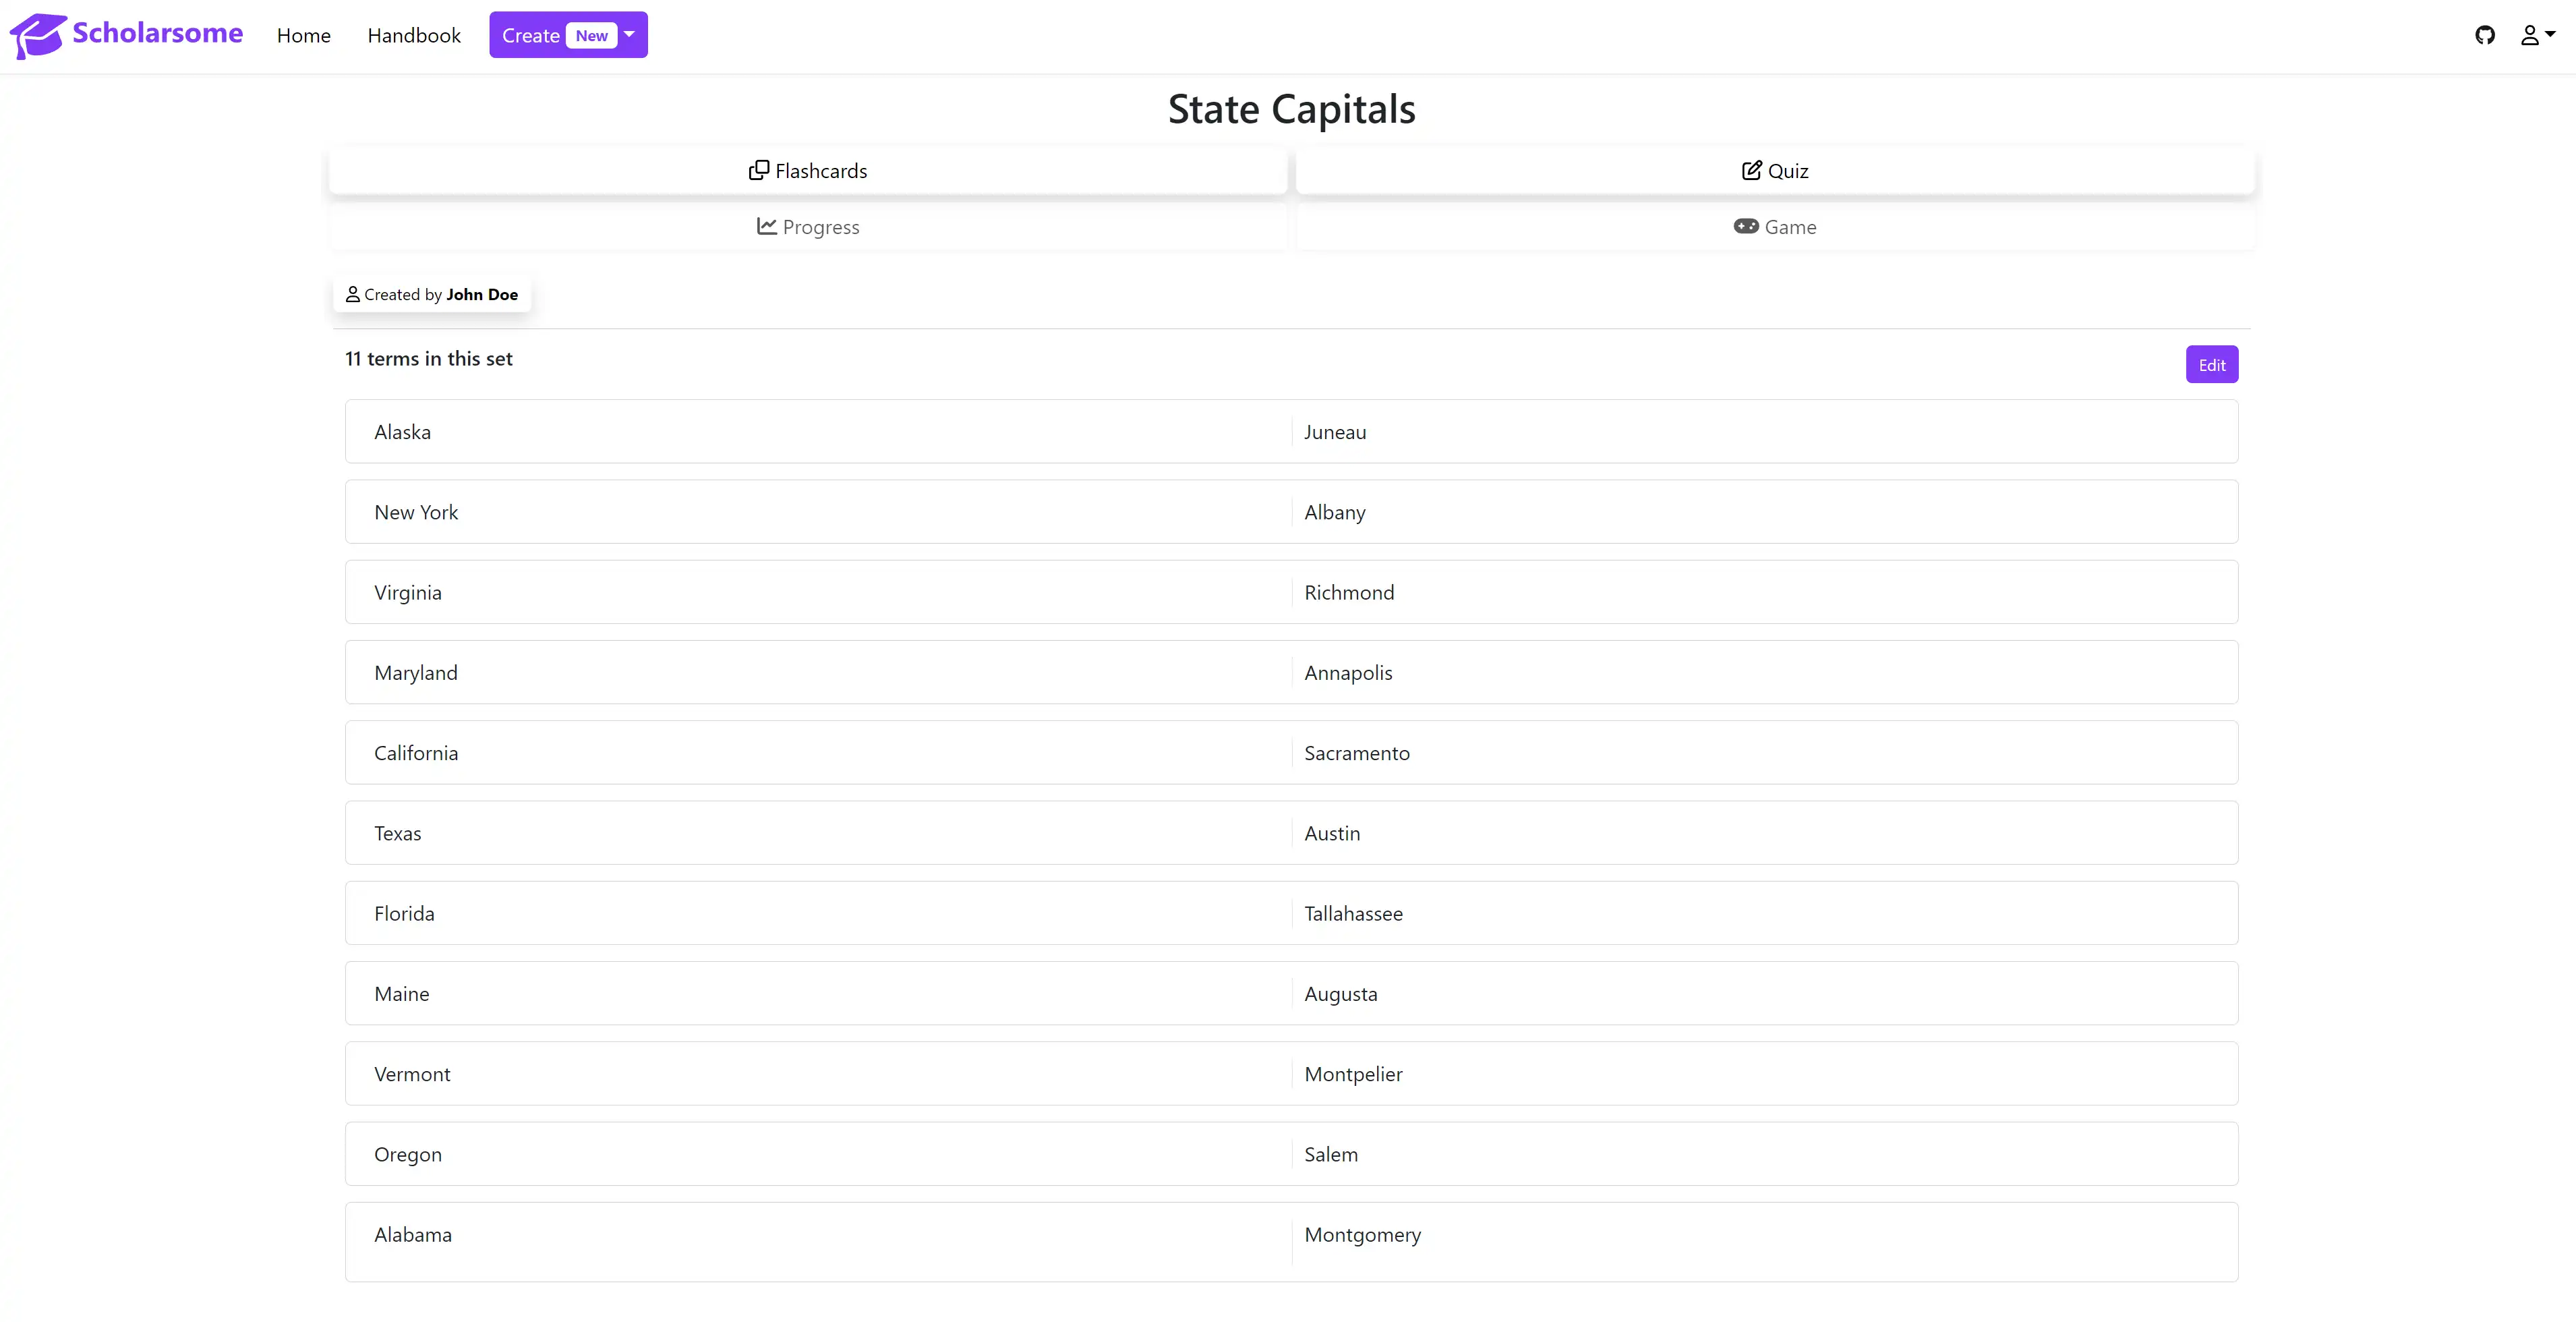 Scholarsome Home Handbook Create New
State Capitals
Flashcards Quiz
Progress Game
Created by John Doe
11 terms in this set Edit
Alaska Juneau
New York Albany
Virginia Richmond
Maryland Annapolis
California Sacramento
Texas Austin
Florida Tallahassee
Maine Augusta
Vermont Montpelier
Oregon Salem
Alabama Montgomery